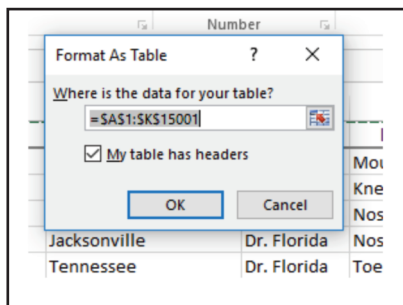 Number
Format As Table ?
Where is the data for your table?
=$A$1:$K$15001
My table has headers
Mou
Kne
OK Cancel
Nos
Jacksonville Dr. Florida Nos
Tennessee Dr. Florida Toe